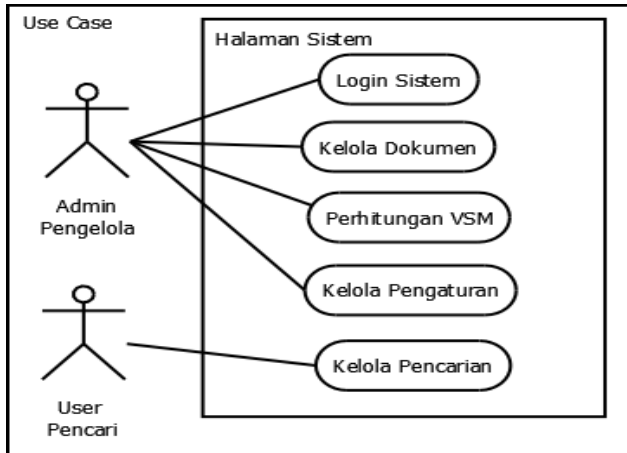 Use Case
Halaman Sistem
Login Sistem
Kelola Dokumen
Admin
Pengelola
Perhitungan VSM
Kelola Pengaturan
Kelola Pencarian
User
Pencari